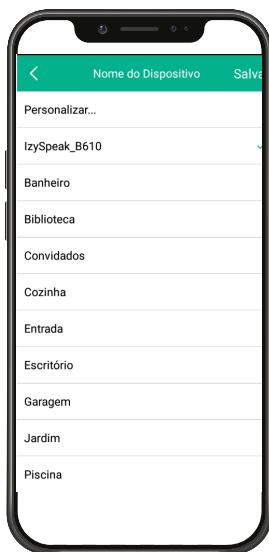 Nome do Dispositivo Salva
Personalizar...
IzySpeak_B610
Banheiro
Biblioteca
Convidados
Cozinha
Entrada
Escritório
Garagem
Jardim
Piscina